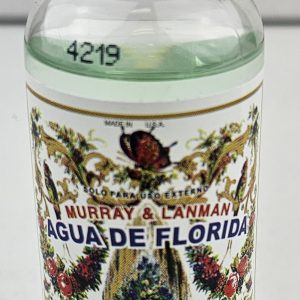 4219
MADE IN U.S.A.
SOLO PARA USO EXTERNO
MURRAY & LANMAN
AGUA DE FLORIDA